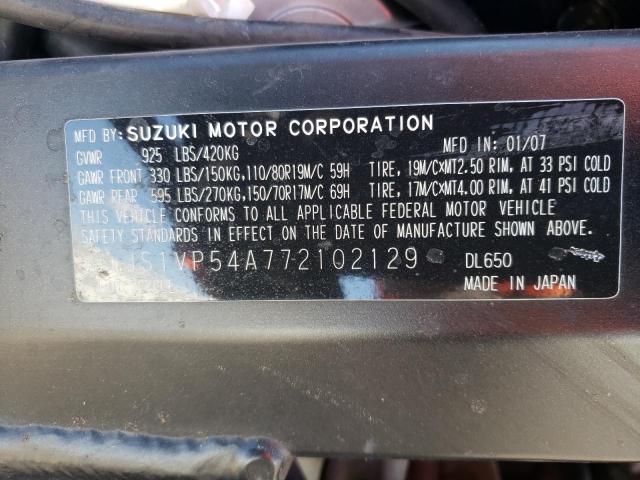 MFD BY: SUZUKI MOTOR CORPORATION
GVWR 925 LBS/420KG MFD IN: 01/07
GAWR FRONT 330 LBS/150KG,110/80R19M/C 59H TIRE, 19M/C×MT2.50 RIM, AT 33 PSI COLD
GAWR REAR 595 LBS/270KG,150/70R17M/C 69H TIRE, 17M/C×MT4.00 RIM, AT 41 PSI COLD
THIS VEHICLE CONFORMS TO ALL APPLICABLE FEDERAL MOTOR VEHICLE
SAFETY STANDARDS IN EFFECT ON THE DATE OF MANUFACTURE SHOWN ABOVE.
S1VP54A772102129 DL650
MADE IN JAPAN